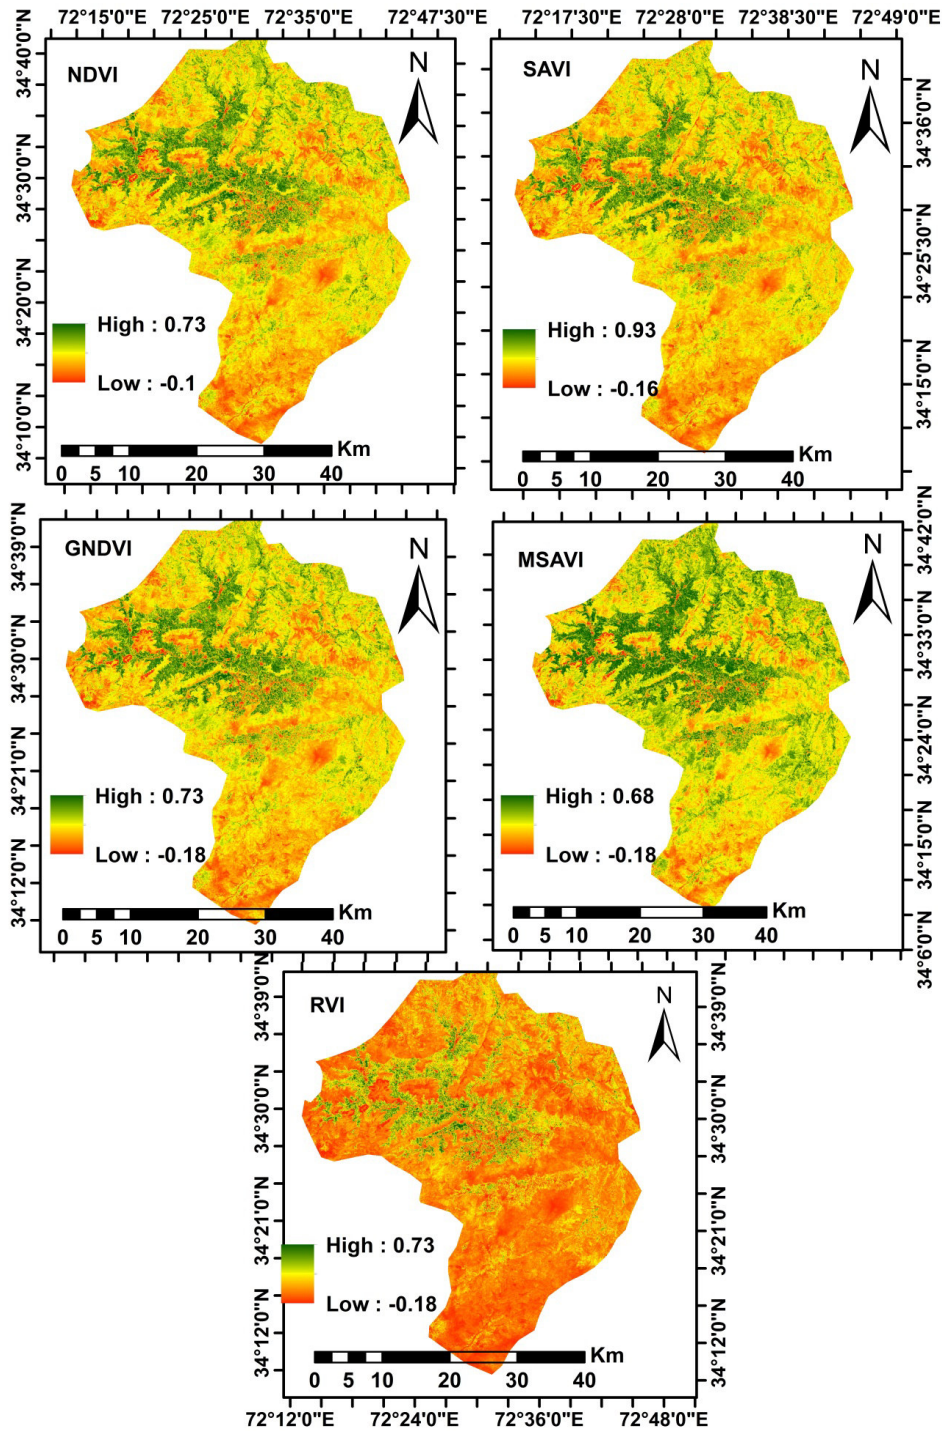 72°15'0"E 72°25'0"E 72°35'0"E 72°47'30"E
72°17'30"E 72°28'0"E 72°38'30"E 72°49'0"E
NDVI
N
34°40'0"N
34°30'0"N
34°20'0"N
34°10'0"N
High : 0.73
Low : -0.1
Km
0 5 10 20 30 40
SAVI
N
34°36'0"N
34°25'30"N
34°15'0"N
High : 0.93
Low : -0.16
Km
0 5 10 20 30 40
GNDVI
N
34°39'0"N
34°30'0"N
34°21'0"N
34°12'0"N
High : 0.73
Low : -0.18
Km
0 5 10 20 30 40
MSAVI
N
34°42'0"N
34°33'0"N
34°24'0"N
34°15'0"N
34°6'0"N
High : 0.68
Low : -0.18
Km
0 5 10 20 30 40
RVI
N
34°39'0"N
34°30'0"N
34°21'0"N
34°12'0"N
34°39'0"N
34°30'0"N
34°21'0"N
34°12'0"N
High : 0.73
Low : -0.18
Km
0 5 10 20 30 40
72°12'0"E 72°24'0"E 72°36'0"E 72°48'0"E